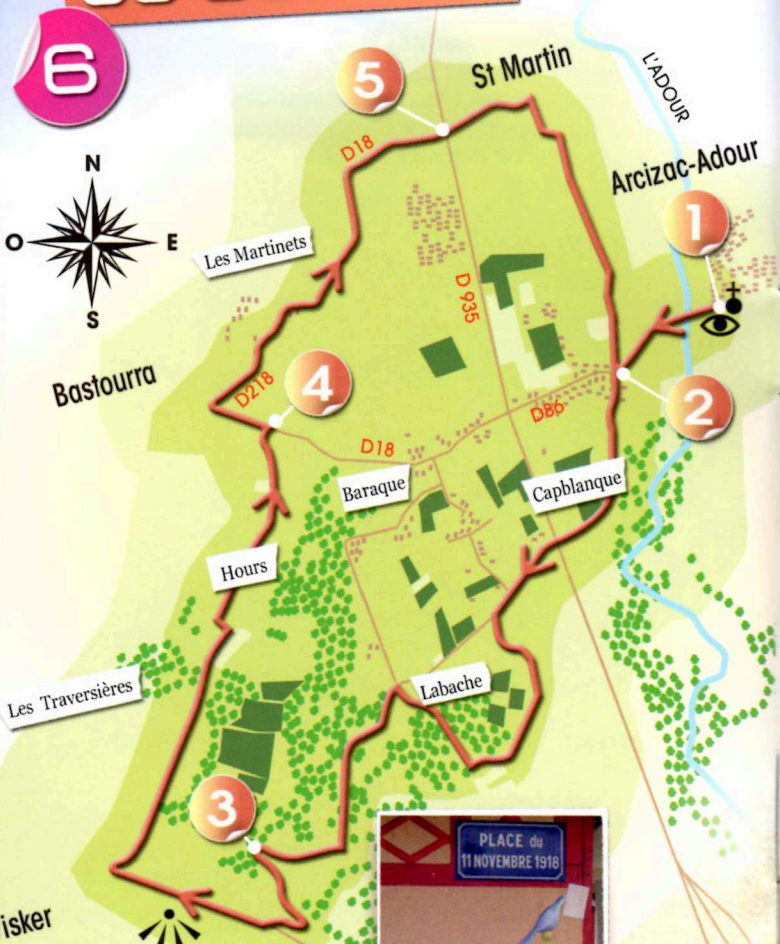 6
5
St Martin
L'ADOUR
D18
N
O
E
S
Arcizac-Adour
1
Les Martinets
D 935
Bastourra
D218
4
D86
2
D18
Baraque
Capblanque
Hours
Les Traversières
Labache
3
PLACE du
11 NOVEMBRE 1918